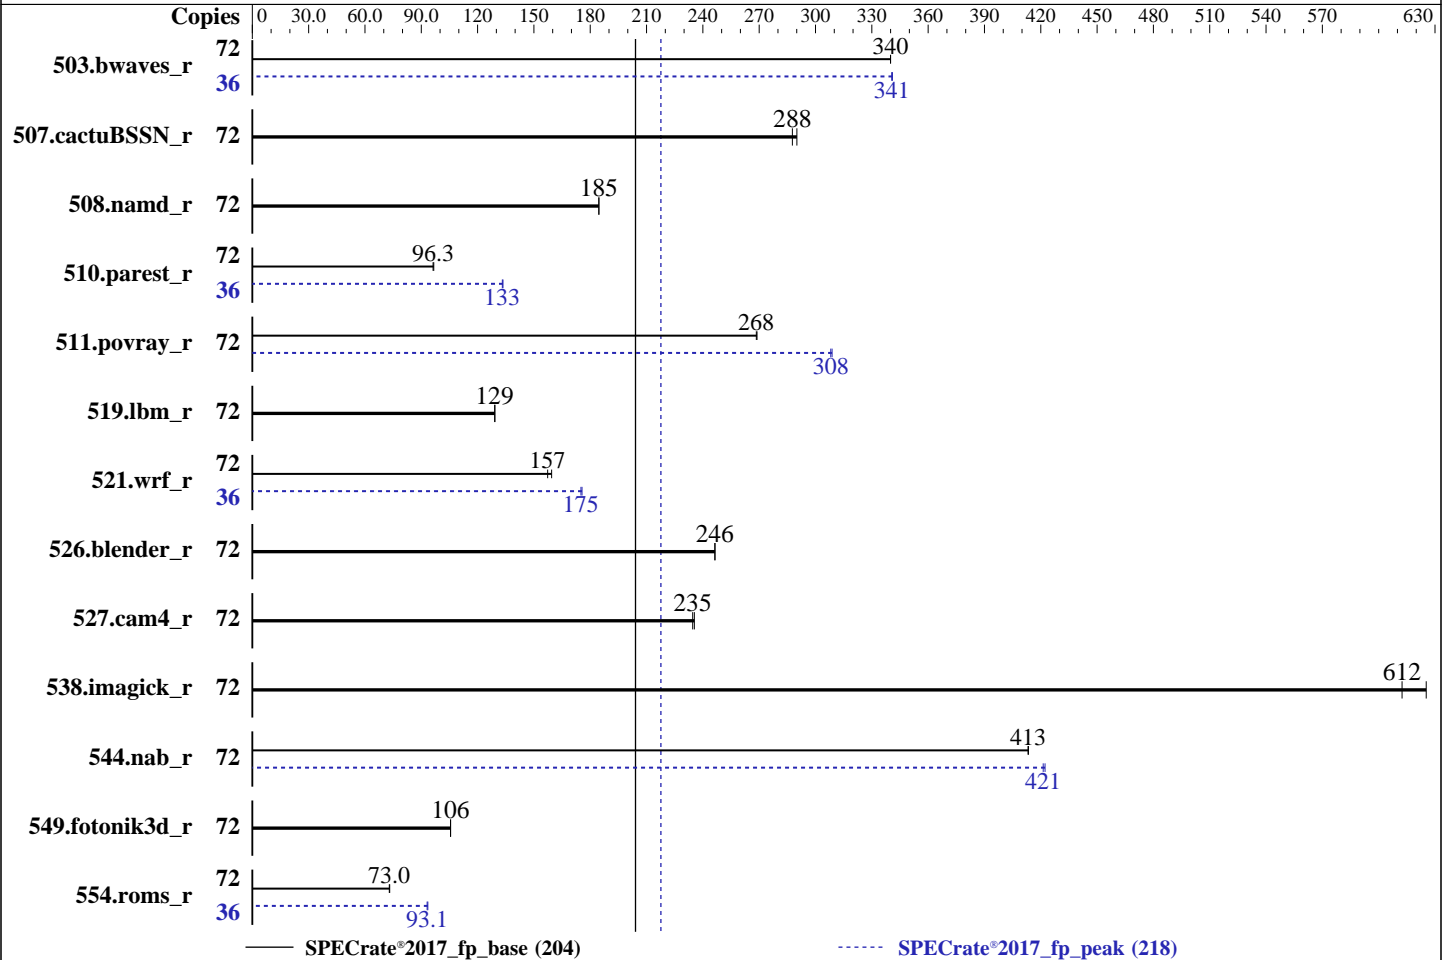 Copies 0 30.0 60.0 90.0 120 150 180 210 240 270 300 330 360 390 420 450 480 510 540 570 630
503.bwaves_r 72 340
36 341
507.cactuBSSN_r 72 288
508.namd_r 72 185
510.parest_r 72 96.3
36 133
511.povray_r 72 268
308
519.lbm_r 72 129
521.wrf_r 72 157
36 175
526.blender_r 72 246
527.cam4_r 72 235
538.imagick_r 72 612
544.nab_r 72 413
421
549.fotonik3d_r 72 106
554.roms_r 72 73.0
36 93.1
SPECrate®2017_fp_base (204) SPECrate®2017_fp_peak (218)